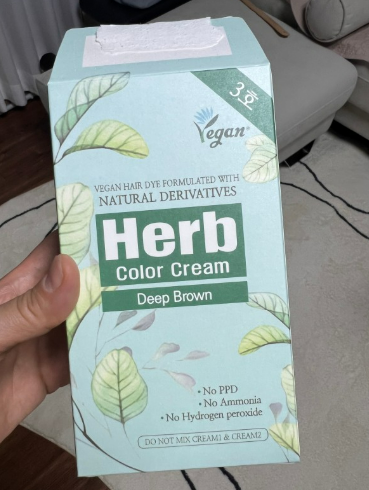 3호
Vegan
VEGAN HAIR DYE FORMULATED WITH
NATURAL DERIVATIVES
Herb
Color Cream
Deep Brown
• No PPD
• No Ammonia
• No Hydrogen peroxide
DO NOT MIX CREAM1 & CREAM2